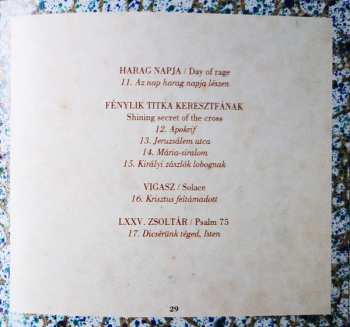 HARAG NAPJA / Day of rage
11. Az nap harag napja lészen
FÉNYLIK TITKA KERESZTFÁNAK
Shining secret of the cross
12. Apokrif
13. Jeruzsálem utca
14. Mária-siralom
15. Királyi zászlók lobognak
VIGASZ / Solace
16. Krisztus feltámadott
LXXV. ZSOLTÁR / Psalm 75
17. Dicsérünk téged, Isten
29